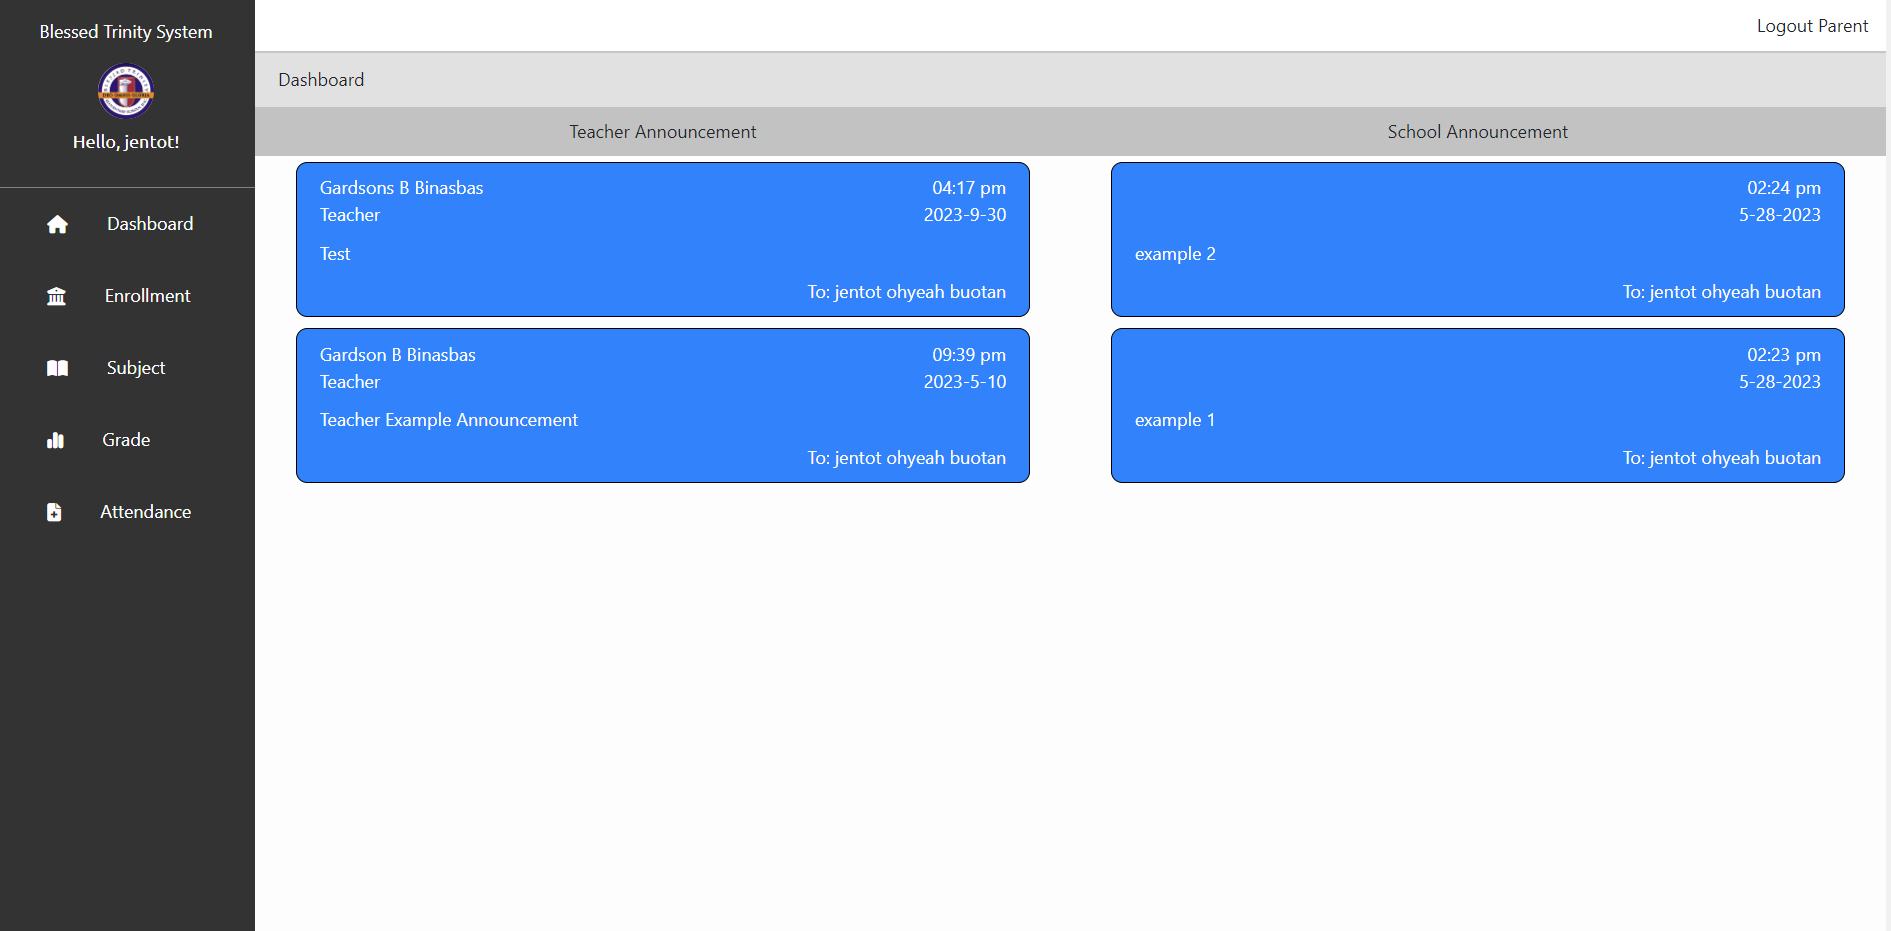 Blessed Trinity System
Hello, jentot!
Dashboard
Enrollment
Subject
Grade
Attendance
Logout Parent
Dashboard
Teacher Announcement
Gardsons B Binasbas 04:17 pm
Teacher 2023-9-30
Test
To: jentot ohyeah buotan
Gardson B Binasbas 09:39 pm
Teacher 2023-5-10
Teacher Example Announcement
To: jentot ohyeah buotan
School Announcement
02:24 pm
5-28-2023
example 2
To: jentot ohyeah buotan
02:23 pm
5-28-2023
example 1
To: jentot ohyeah buotan